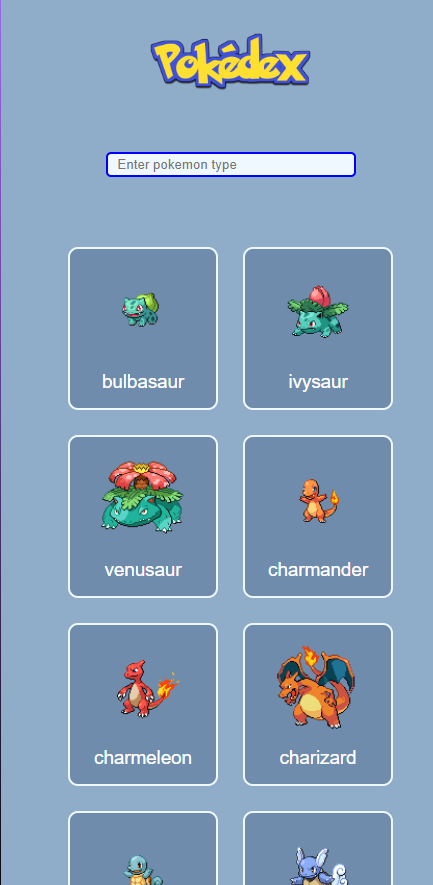 Pokédex
Enter pokemon type
bulbasaur
ivysaur
venusaur
charmander
charmeleon
charizard